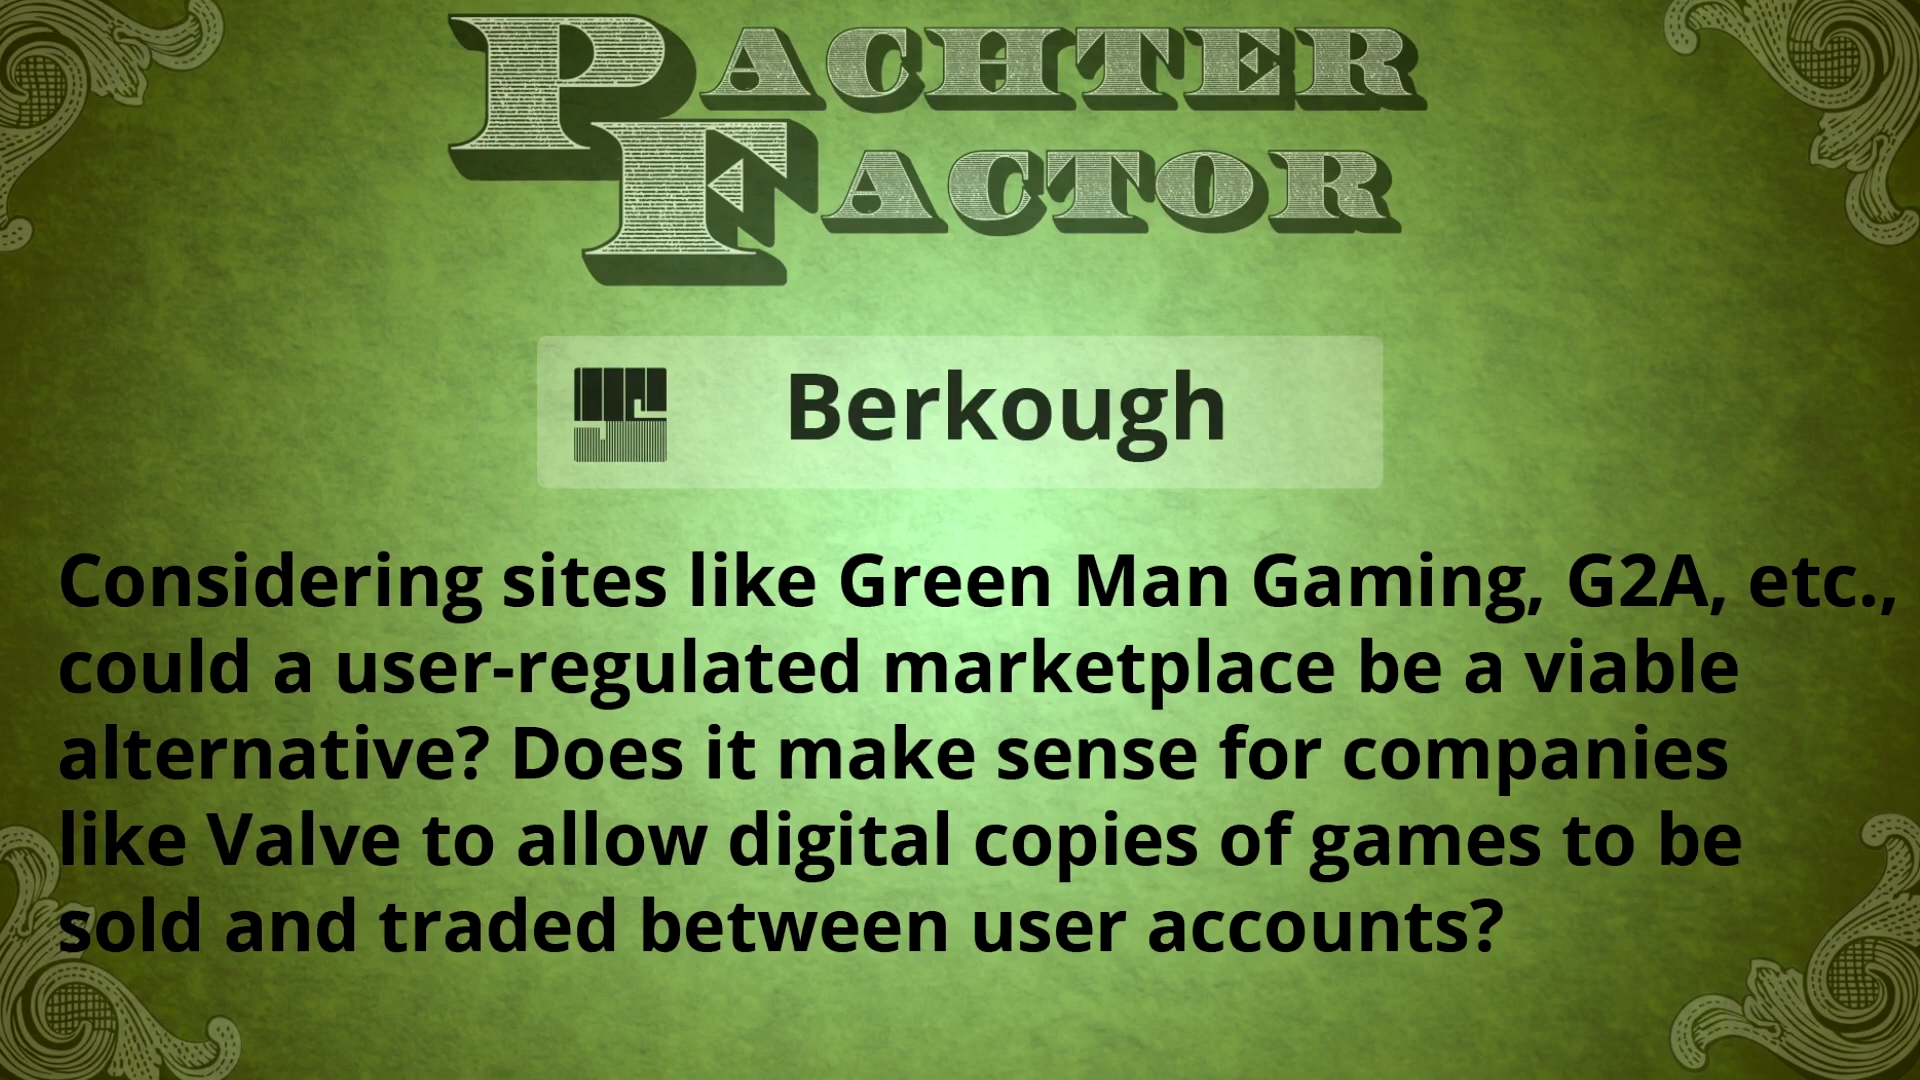 PACHTER
FACTOR
Berkough
Considering sites like Green Man Gaming, G2A, etc.,
could a user-regulated marketplace be a viable
alternative? Does it make sense for companies
like Valve to allow digital copies of games to be
sold and traded between user accounts?